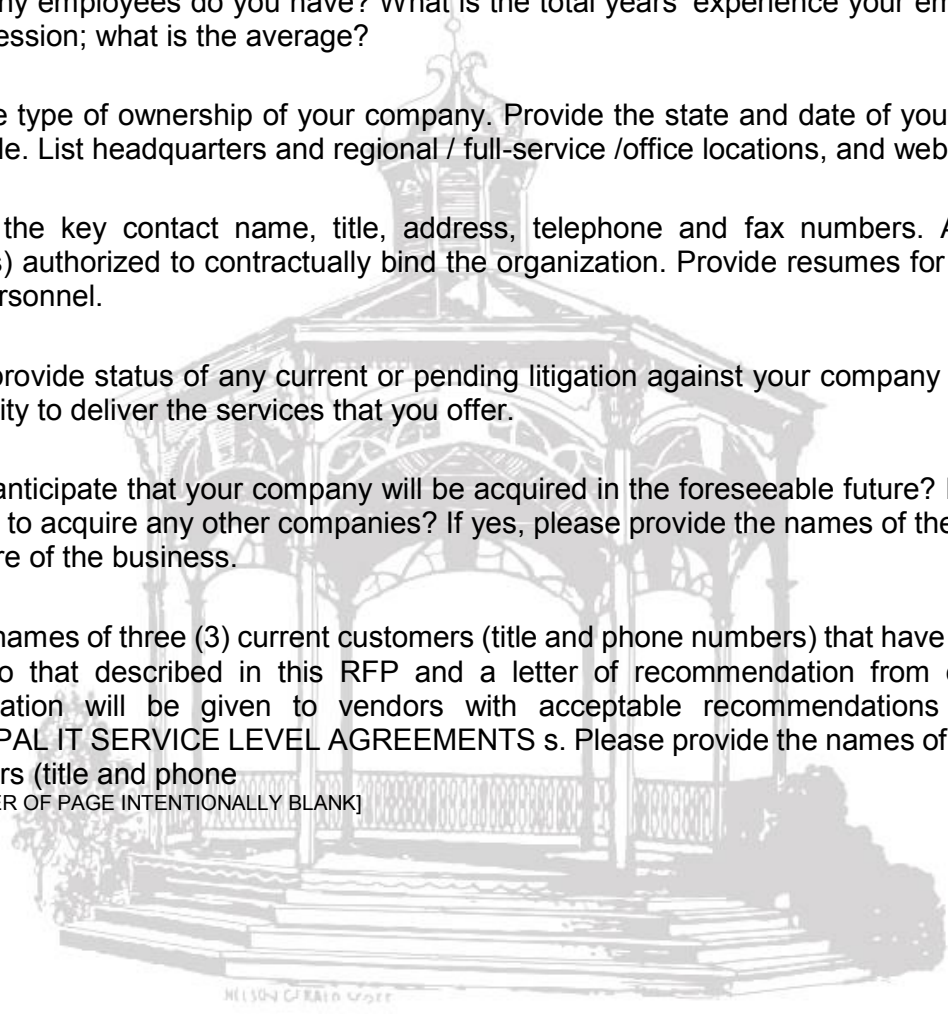 ny employees do you have? What is the total years' experience your em
ession; what is the average?
e type of ownership of your company. Provide the state and date of you
le. List headquarters and regional / full-service /office locations, and web
the key contact name, title, address, telephone and fax numbers. A
s) authorized to contractually bind the organization. Provide resumes for
rsonnel.
provide status of any current or pending litigation against your company
ity to deliver the services that you offer.
anticipate that your company will be acquired in the foreseeable future?
to acquire any other companies? If yes, please provide the names of the
re of the business.
names of three (3) current customers (title and phone numbers) that have
o that described in this RFP and a letter of recommendation from
ation will be given to vendors with acceptable recommendations
PAL IT SERVICE LEVEL AGREEMENTS s. Please provide the names of
rs (title and phone
ER OF PAGE INTENTIONALLY BLANK]
NELSON GERALD